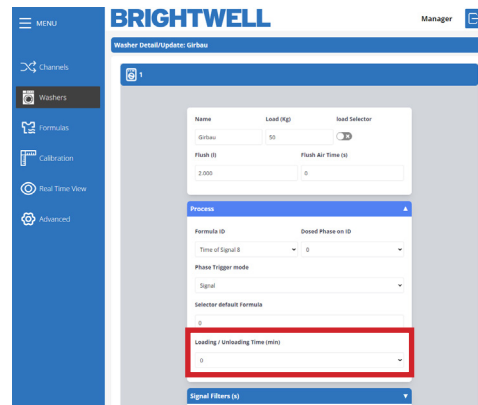 MENU
BRIGHTWELL
Manager
Washer Detail/Update: Girbau
Channels
1
Washers
Name Load (Kg) load Selector
Girbau 50
Formulas
Flush (l) Flush Air Time (s)
2.000 0
Calibration
Real Time View
Process
Advanced
Formula ID Dosed Phase on ID
Time of Signal 8 0
Phase Trigger mode
Signal
Selector default Formula
0
Loading / Unloading Time (min)
0
Signal Filters (s)